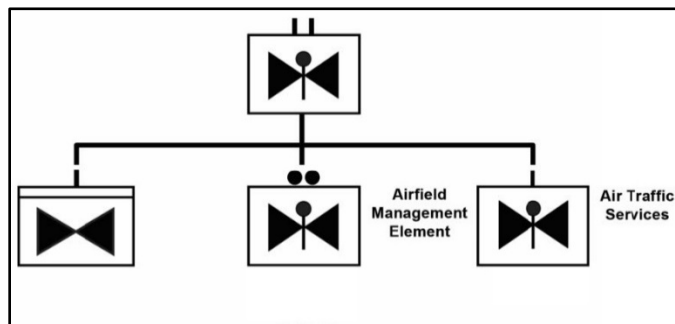 Airfield
Management
Element
Air Traffic
Services